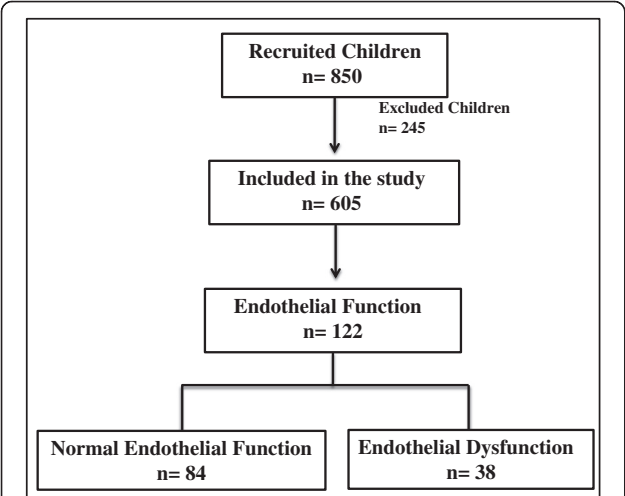 Recruited Children
n= 850
Excluded Children
n= 245
Included in the study
n= 605
Endothelial Function
n= 122
Normal Endothelial Function
n= 84
Endothelial Dysfunction
n= 38